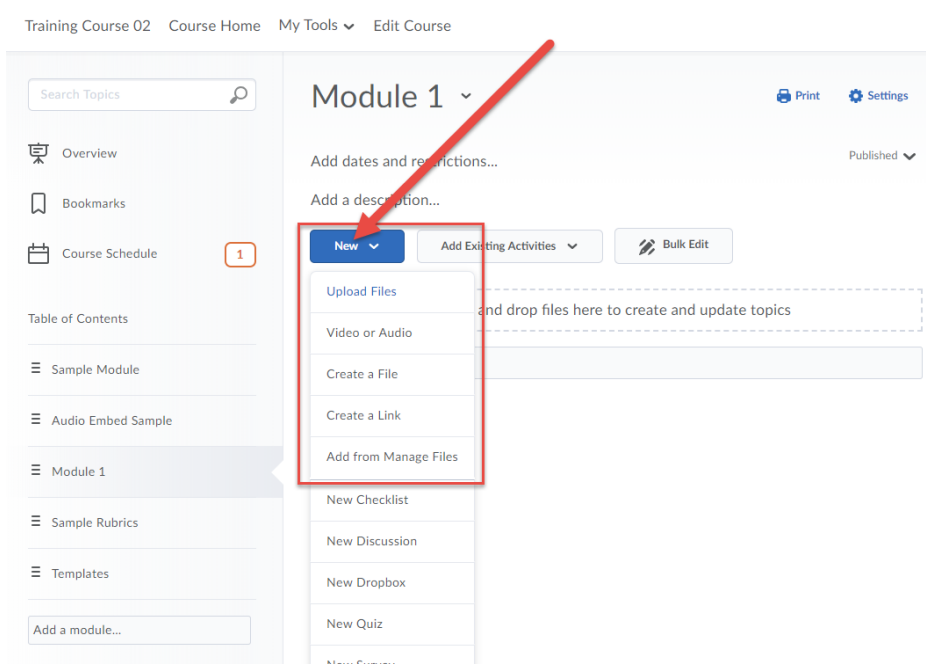 Training Course 02 Course Home My Tools Edit Course
Search Topics
Overview
Bookmarks
Course Schedule 1
Table of Contents
Sample Module
Audio Embed Sample
Module 1
Sample Rubrics
Templates
Add a module...
Module 1
Print Settings
Add dates and restrictions...
Published
Add a description...
New Add Existing Activities Bulk Edit
and drop files here to create and update topics
Upload Files
Video or Audio
Create a File
Create a Link
Add from Manage Files
New Checklist
New Discussion
New Dropbox
New Quiz